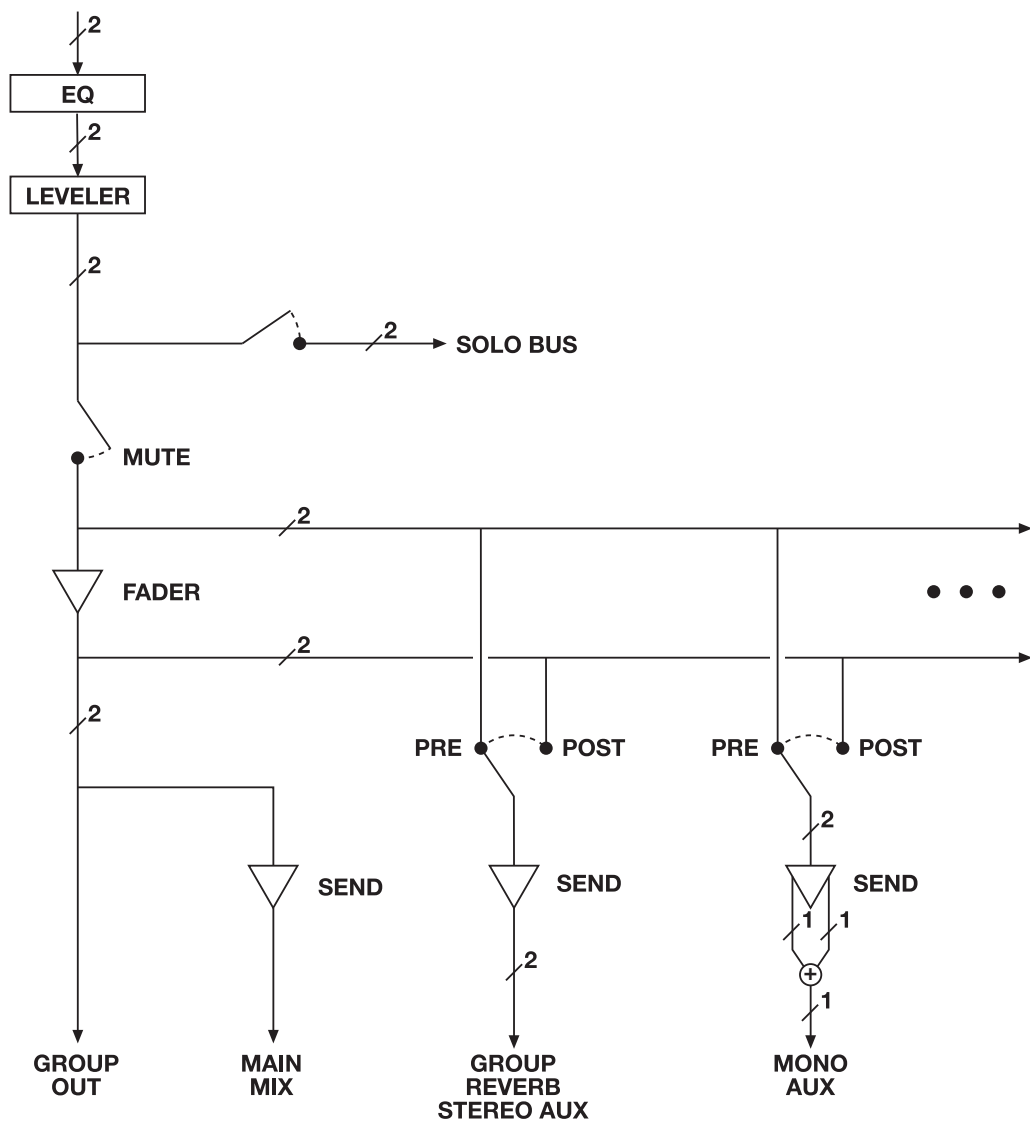 2
EQ
2
LEVELER
2
2
SOLO BUS
MUTE
2
FADER
2
2
PRE
POST
PRE
POST
2
SEND
SEND
SEND
1
1
2
1
GROUP
OUT
MAIN
MIX
GROUP
REVERB
STEREO AUX
MONO
AUX